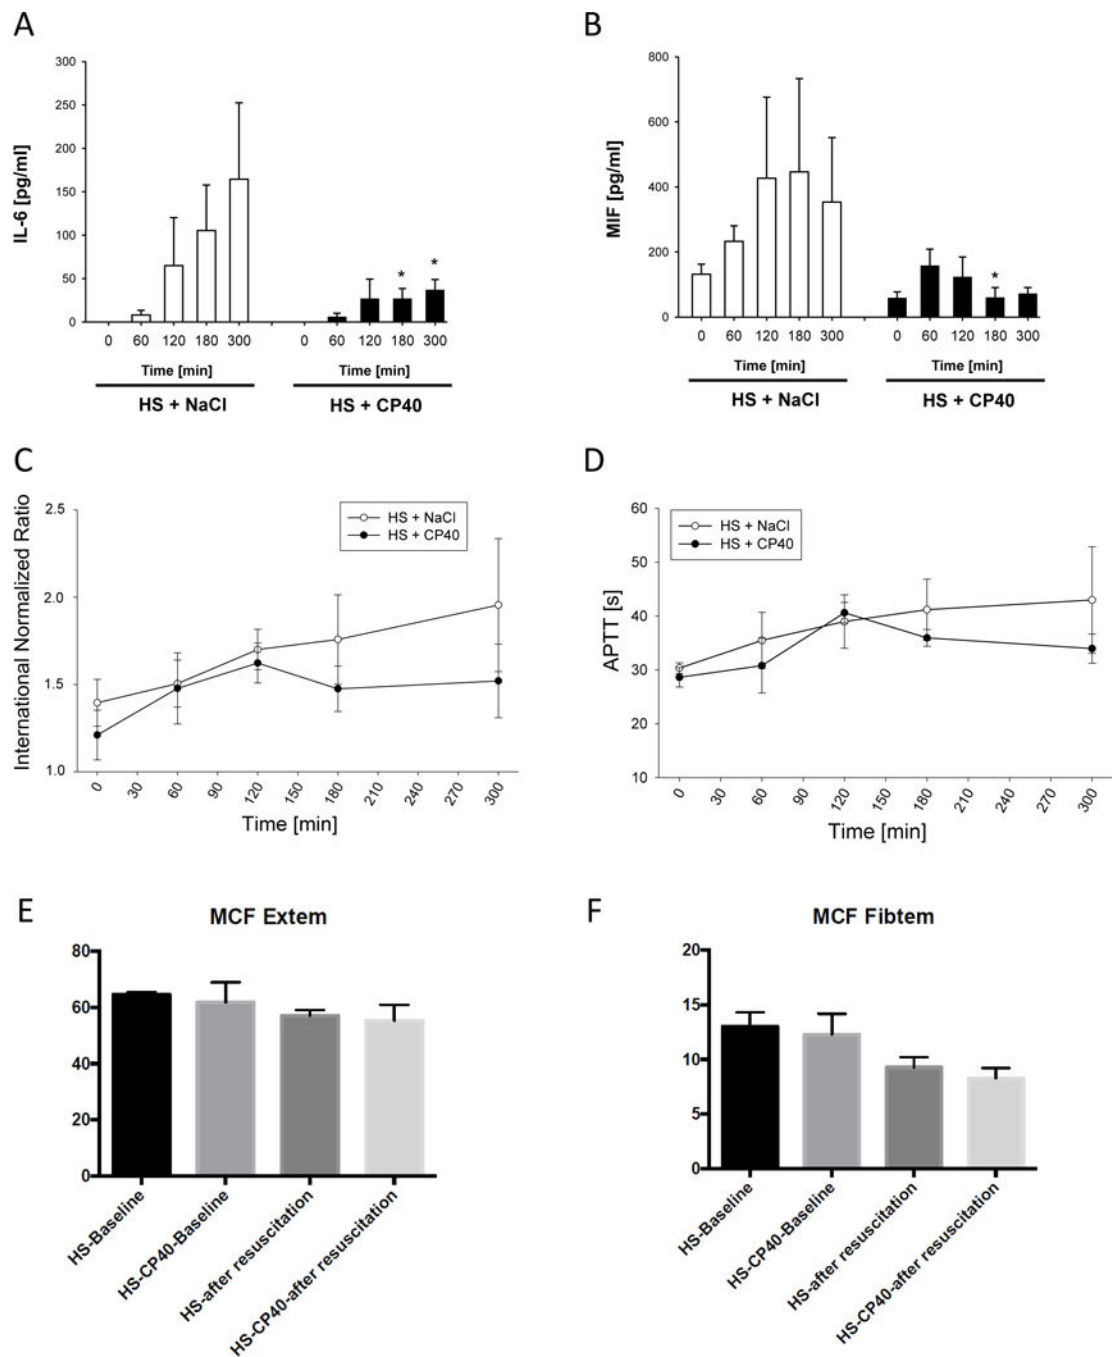 A
300
250
200
150
100
50
0
IL-6 [pg/ml]
* *
0 60 120 180 300 0 60 120 180 300
Time [min] Time [min]
HS + NaCl HS + CP40
B
800
600
400
200
0
MIF [pg/ml]
*
0 60 120 180 300 0 60 120 180 300
Time [min] Time [min]
HS + NaCl HS + CP40
C
2.5
2.0
1.5
1.0
International Normalized Ratio
HS + NaCl
HS + CP40
0 30 60 90 120 150 180 210 240 270 300
Time [min]
D
60
50
40
30
20
10
APTT [s]
HS + NaCl
HS + CP40
0 30 60 90 120 150 180 210 240 270 300
Time [min]
E
MCF Extem
80
60
40
20
0
HS-Baseline
HS-CP40-Baseline
HS-after resuscitation
HS-CP40-after resuscitation
F
MCF Fibtem
20
15
10
5
0
HS-Baseline
HS-CP40-Baseline
HS-after resuscitation
HS-CP40-after resuscitation